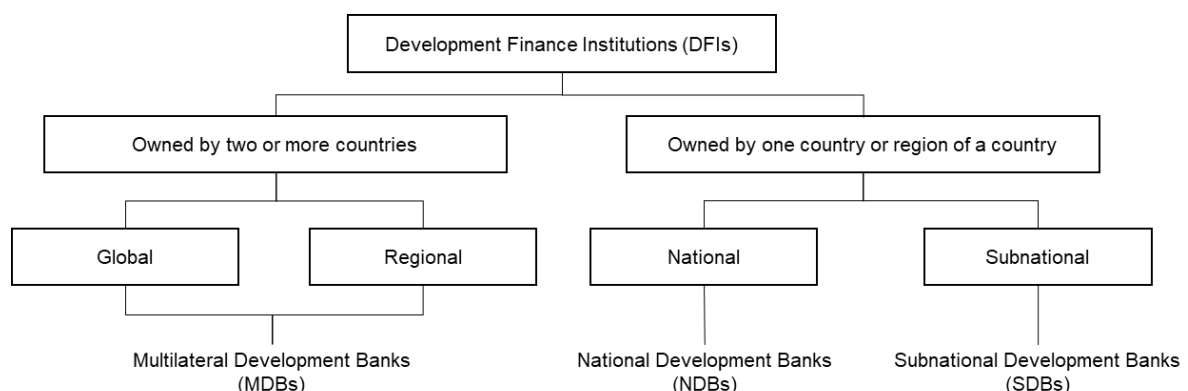 Development Finance Institutions (DFIs)
Owned by two or more countries
Owned by one country or region of a country
Global
Regional
National
Subnational
Multilateral Development Banks
(MDBs)
National Development Banks
(NDBs)
Subnational Development Banks
(SDBs)